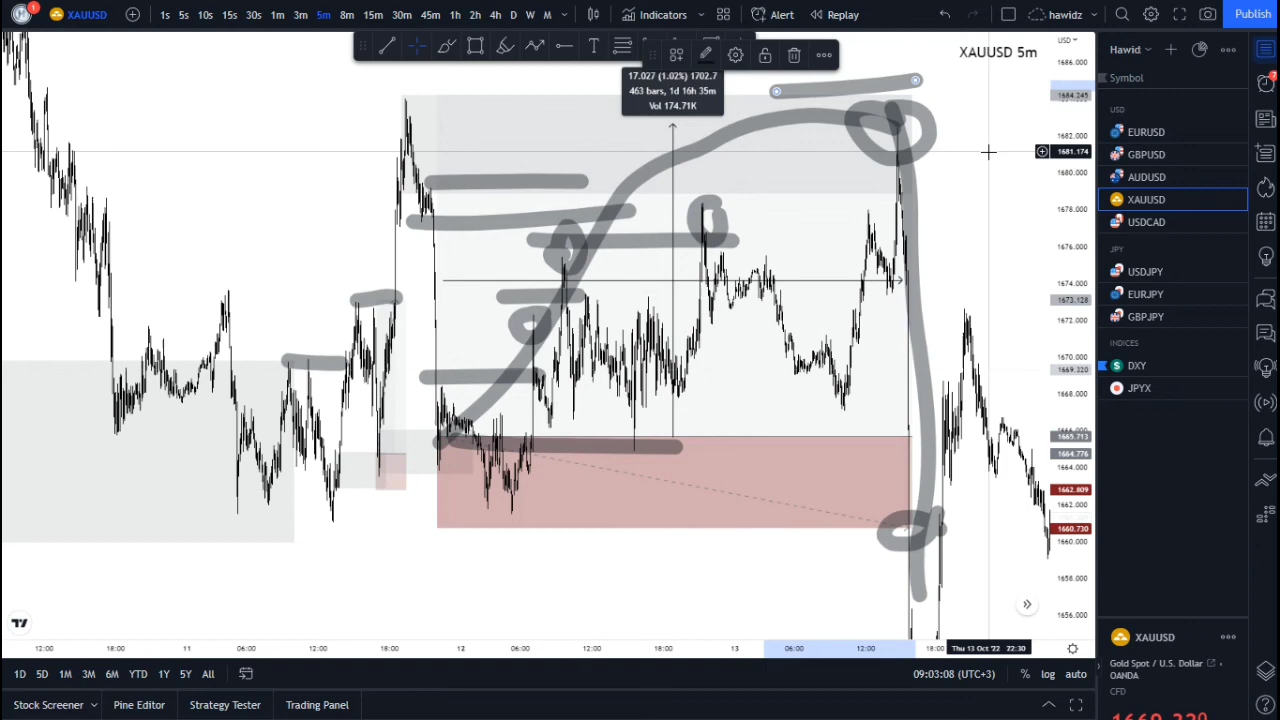 1
XAUUSD
1s 5s 10s 15s 30s 1m 3m 5m 8m 15m 30m 45m 1h 2h 4h D W M
Indicators
Alert
Replay
hawidz
Publish
XAUUSD 5m
USD
17.027 (1.02%) 1702.7
463 bars, 1d 16h 35m
Vol 174.71K
1686.000
1684.245
1682.000
1681.174
1680.000
1678.000
1676.000
1674.000
1673.128
1672.000
1670.000
1669.320
1668.000
1665.713
1664.776
1664.000
1662.809
1662.000
1660.730
1660.000
1658.000
1656.000
12:00 18:00 11 06:00 12:00 18:00 12 06:00 12:00 18:00 13 06:00 12:00 18:00 Thu 13 Oct '22 22:30
1D 5D 1M 3M 6M YTD 1Y 5Y All
09:03:08 (UTC+3)
% log auto
Stock Screener
Pine Editor
Strategy Tester
Trading Panel
Hawid
Symbol
USD
EURUSD
GBPUSD
AUDUSD
XAUUSD
USDCAD
JPY
USDJPY
EURJPY
GBPJPY
INDICES
DXY
JPYX
XAUUSD
Gold Spot / U.S. Dollar
OANDA
CFD
7